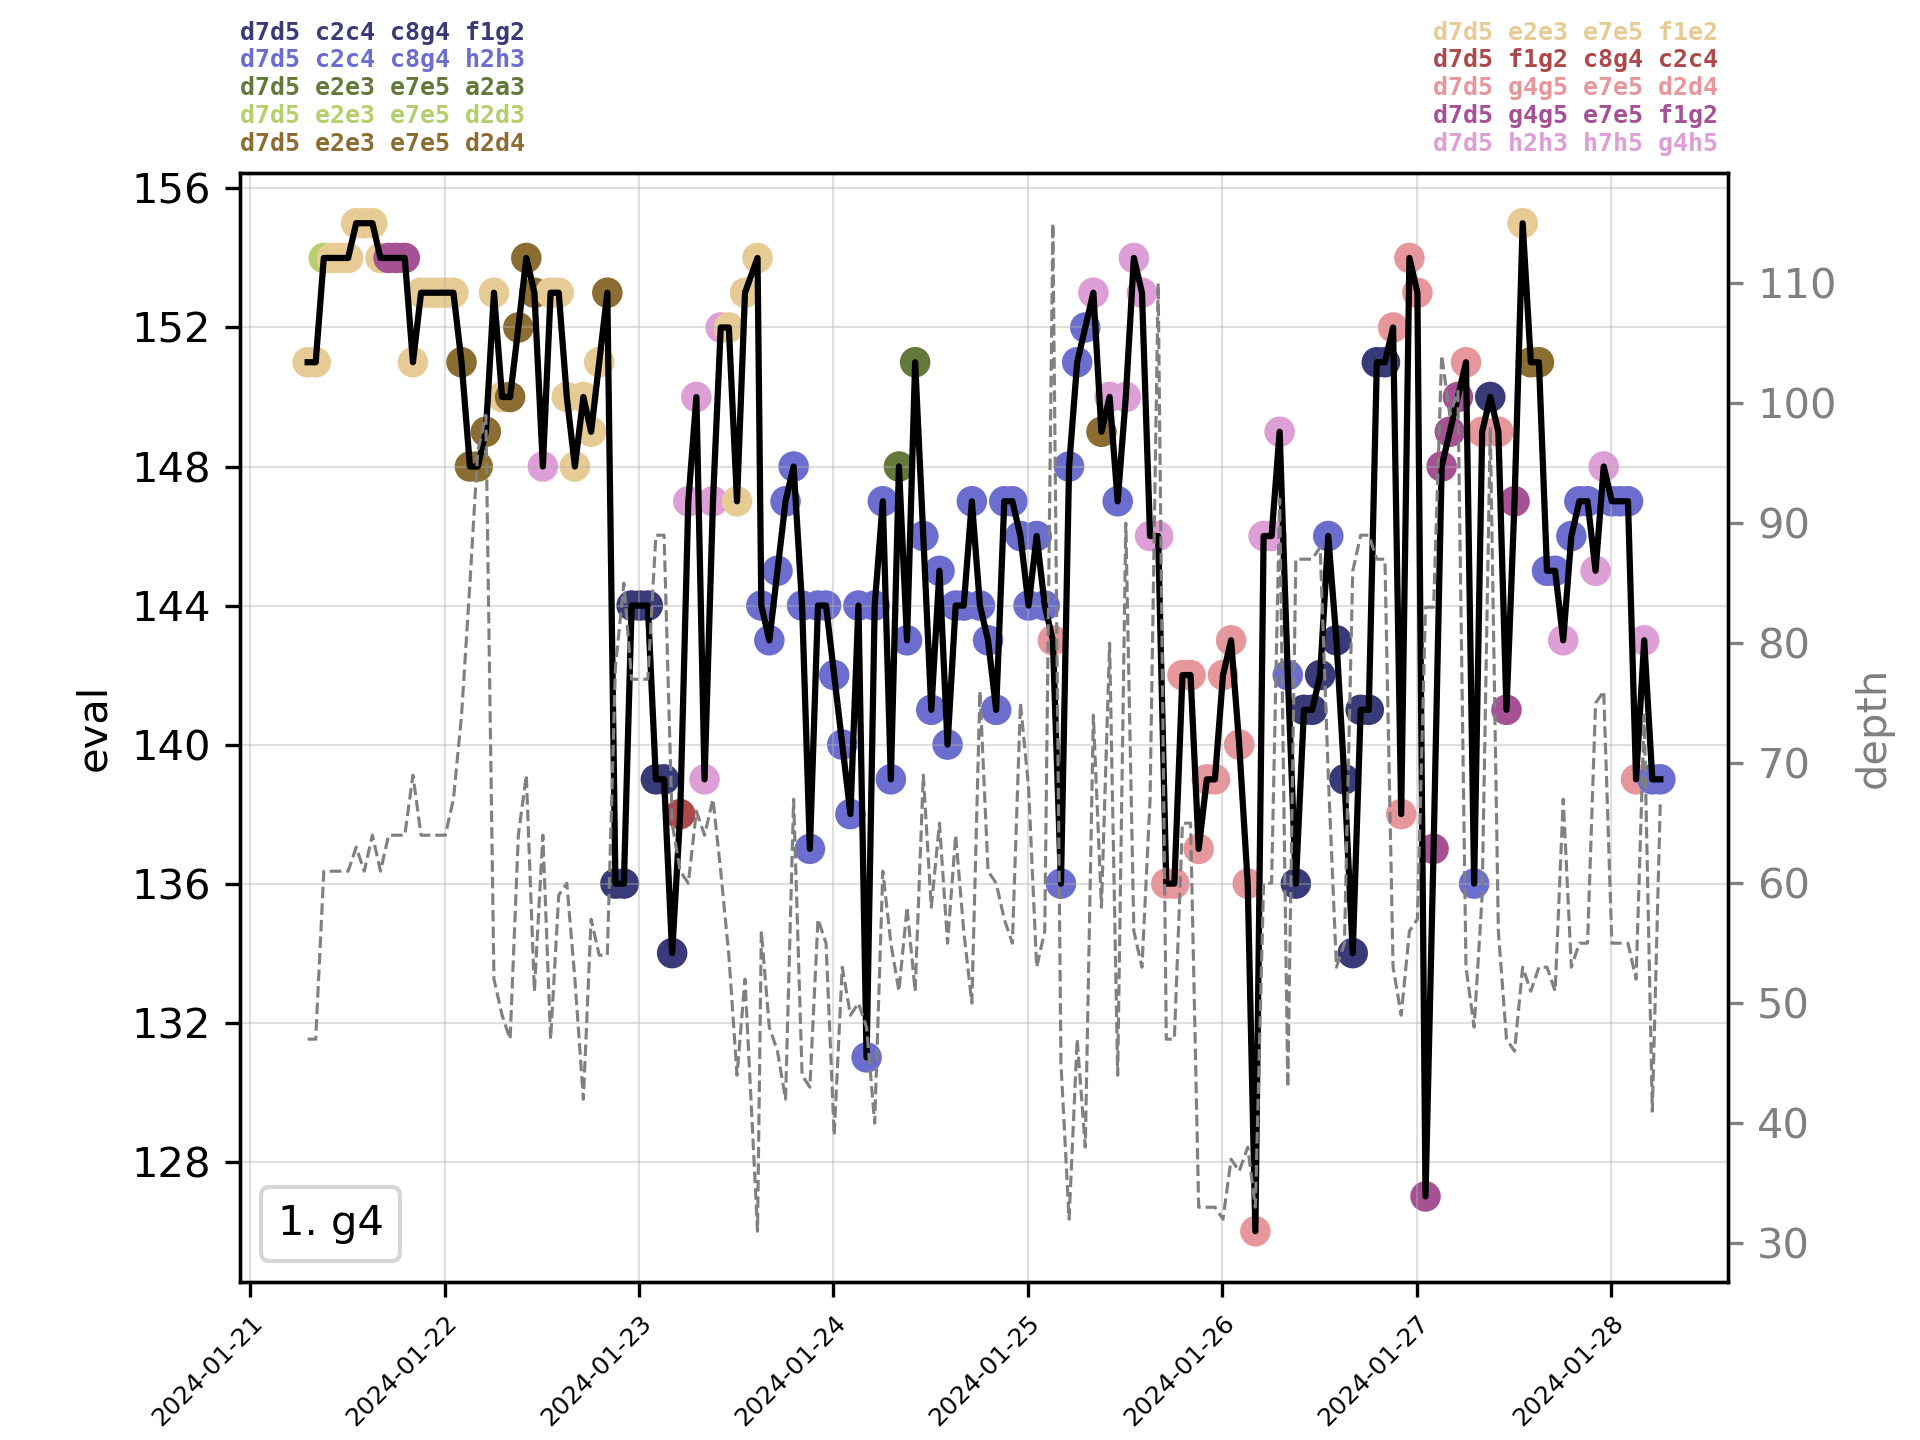 d7d5 c2c4 c8g4 f1g2
d7d5 c2c4 c8g4 h2h3
d7d5 e2e3 e7e5 a2a3
d7d5 e2e3 e7e5 d2d3
d7d5 e2e3 e7e5 d2d4
d7d5 e2e3 e7e5 f1e2
d7d5 f1g2 c8g4 c2c4
d7d5 g4g5 e7e5 d2d4
d7d5 g4g5 e7e5 f1g2
d7d5 h2h3 h7h5 g4h5
156
152
148
144
140
136
132
128
eval
110
100
90
80
70
60
50
40
30
depth
1. g4
2024-01-21
2024-01-22
2024-01-23
2024-01-24
2024-01-25
2024-01-26
2024-01-27
2024-01-28